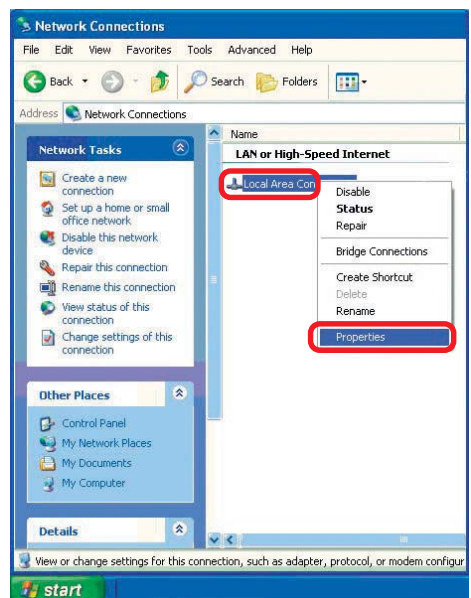 Network Connections
File Edit View Favorites Tools Advanced Help
Back Search Folders
Address Network Connections
Network Tasks
Create a new
connection
Set up a home or small
office network
Disable this network
device
Repair this connection
Rename this connection
View status of this
connection
Change settings of this
connection
Other Places
Control Panel
My Network Places
My Documents
My Computer
Details
Name
LAN or High-Speed Internet
Local Area Con
Disable
Status
Repair
Bridge Connections
Create Shortcut
Delete
Rename
Properties
View or change settings for this connection, such as adapter, protocol, or modem configur
start